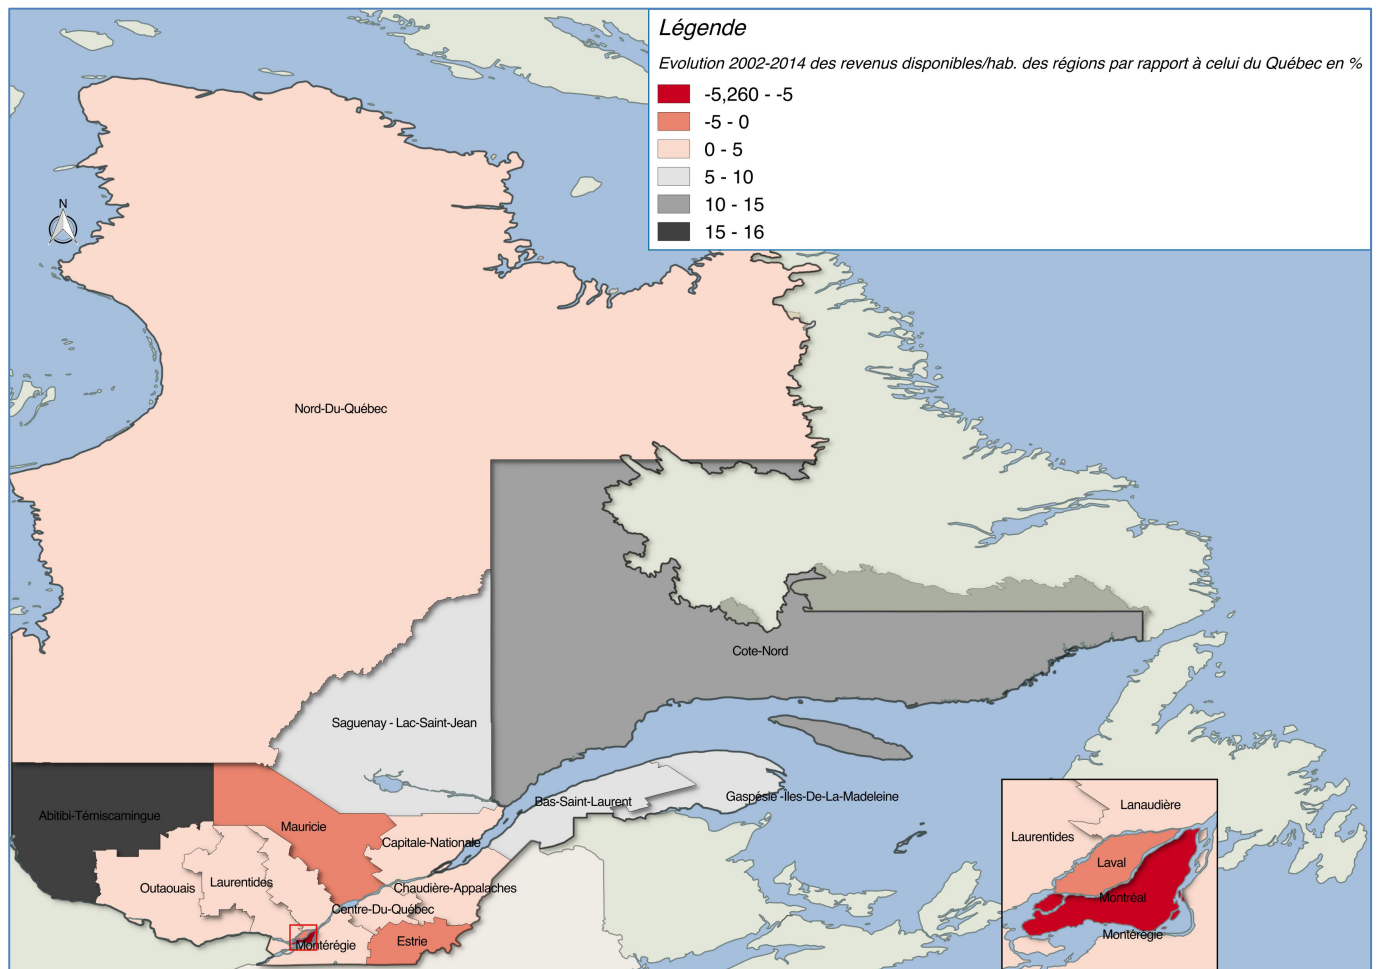 Légende
Evolution 2002-2014 des revenus disponibles/hab. des régions par rapport à celui du Québec en %
-5,260 - -5
-5 - 0
0 - 5
5 - 10
10 - 15
15 - 16
N
Nord-Du-Québec
Cote-Nord
Saguenay - Lac-Saint-Jean
Bas-Saint-Laurent
Gaspésie -Îles-De-La-Madeleine
Abitibi-Témiscamingue
Mauricie
Capitale-Nationale
Outaouais
Laurentides
Chaudière-Appalaches
Centre-Du-Québec
Estrie
Montérégie
Lanaudière
Laurentides
Laval
Montréal
Montérégie